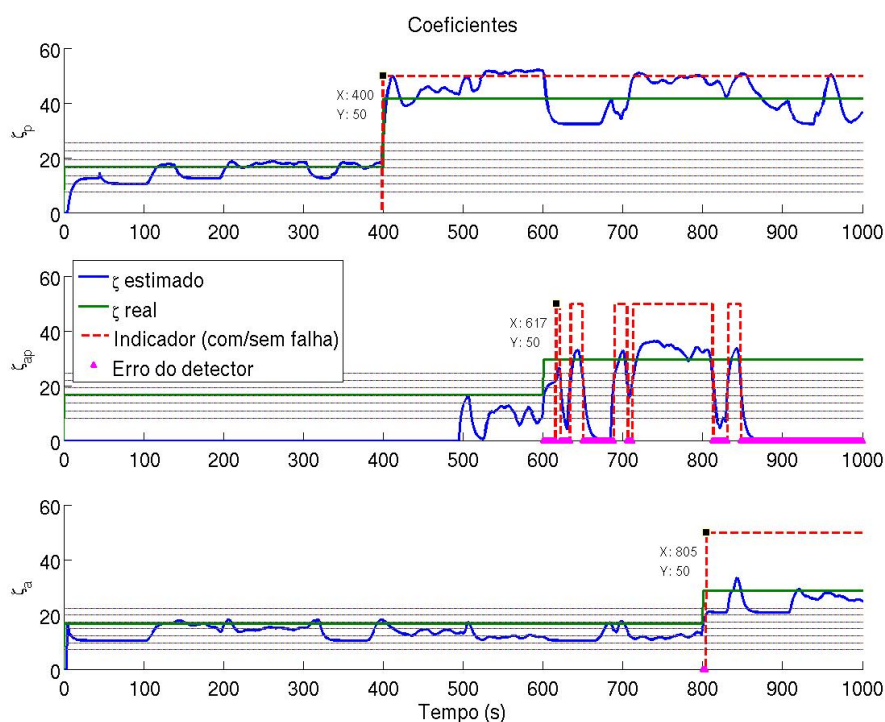 Coeficientes
60
40
20
0
ζp
X: 400
Y: 50
0 100 200 300 400 500 600 700 800 900 1000
60
40
20
0
ζap
ζ estimado
ζ real
Indicador (com/sem falha)
Erro do detector
X: 617
Y: 50
0 100 200 300 400 500 600 700 800 900 1000
60
40
20
0
ζa
X: 805
Y: 50
0 100 200 300 400 500 600 700 800 900 1000
Tempo (s)